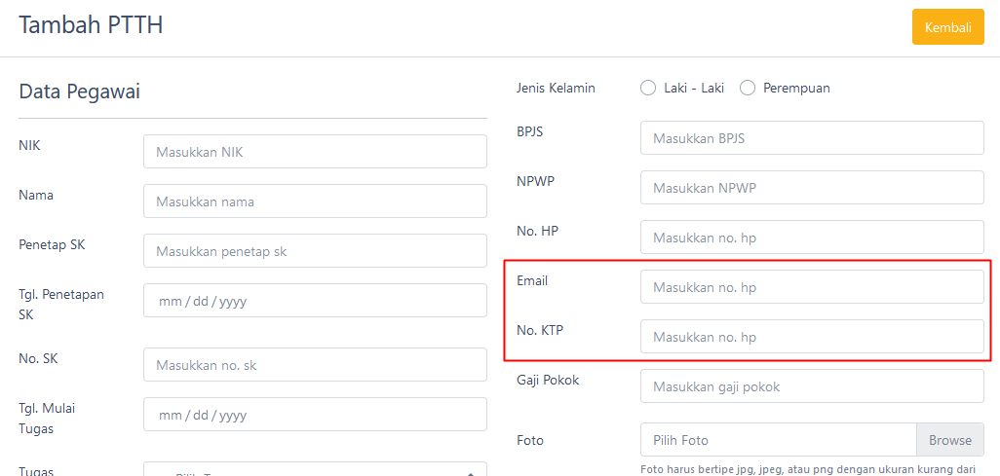 Tambah PTTH
Kembali
Data Pegawai
NIK
Masukkan NIK
Nama
Masukkan nama
Penetap SK
Masukkan penetap sk
Tgl. Penetapan
SK
mm / dd / yyyy
No. SK
Masukkan no. sk
Tgl. Mulai
Tugas
mm / dd / yyyy
Tugas
Jenis Kelamin
Laki - Laki
Perempuan
BPJS
Masukkan BPJS
NPWP
Masukkan NPWP
No. HP
Masukkan no. hp
Email
Masukkan no. hp
No. KTP
Masukkan no. hp
Gaji Pokok
Masukkan gaji pokok
Foto
Pilih Foto
Browse
Foto harus bertipe jpg, jpeg, atau png dengan ukuran kurang dari